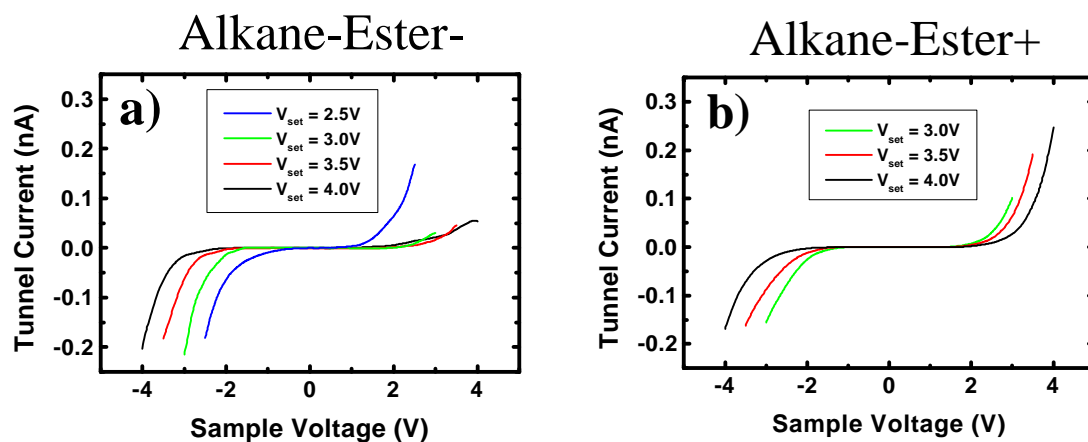 Alkane-Ester-
Alkane-Ester+
a)
V_set = 2.5V
V_set = 3.0V
V_set = 3.5V
V_set = 4.0V
0.3
0.2
0.1
0.0
-0.1
-0.2
Tunnel Current (nA)
-4 -2 0 2 4
Sample Voltage (V)
b)
V_set = 3.0V
V_set = 3.5V
V_set = 4.0V
0.3
0.2
0.1
0.0
-0.1
-0.2
Tunnel Current (nA)
-4 -2 0 2 4
Sample Voltage (V)